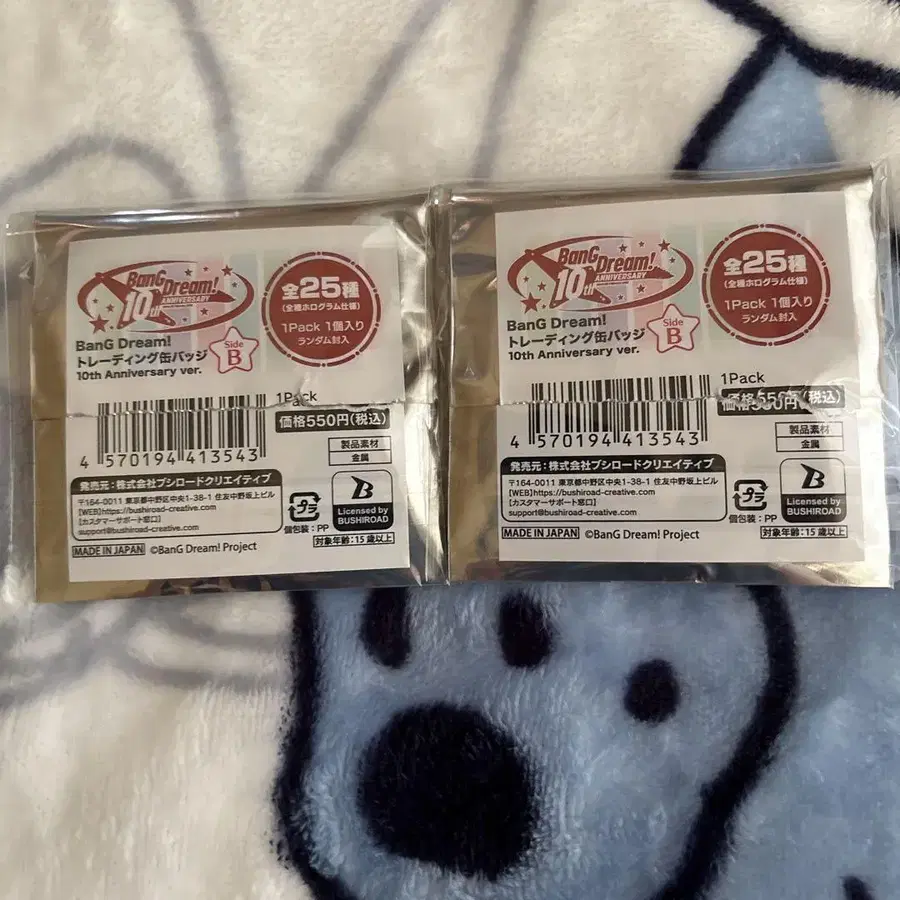 BanG Dream!
10th
ANNIVERSARY
全25種
(全種ホログラム仕様)
1Pack 1個入り
ランダム封入
BanG Dream!
トレーディング缶バッジ
10th Anniversary ver.
Side
B
1Pack
価格550円(税込)
4 570194 413543
製品素材
金属
発売元:株式会社ブシロードクリエイティブ
〒164-0011 東京都中野区中央1-38-1 住友中野坂上ビル
[WEB]https://bushiroad-creative.com
[カスタマーサポート窓口]
support@bushiroad-creative.com
プラ
個包装:PP
B
Licensed by
BUSHIROAD
MADE IN JAPAN ©BanG Dream! Project
対象年齢:15歳以上
BanG Dream!
10th
ANNIVERSARY
全25種
(全種ホログラム仕様)
1Pack 1個入り
ランダム封入
BanG Dream!
トレーディング缶バッジ
10th Anniversary ver.
Side
B
1Pack
価格550円(税込)
4 570194 413543
製品素材
金属
発売元:株式会社ブシロードクリエイティブ
〒164-0011 東京都中野区中央1-38-1 住友中野坂上ビル
[WEB]https://bushiroad-creative.com
[カスタマーサポート窓口]
support@bushiroad-creative.com
プラ
個包装:PP
B
Licensed by
BUSHIROAD
MADE IN JAPAN ©BanG Dream! Project
対象年齢:15歳以上